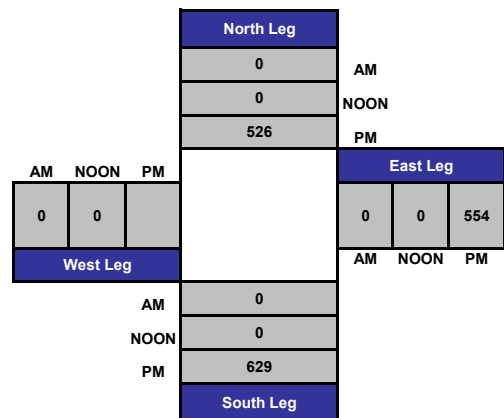 North Leg
0 AM
0 NOON
526 PM
AM NOON PM
East Leg
0 0
0 0 554
West Leg
AM NOON PM
AM 0
NOON 0
PM 629
South Leg